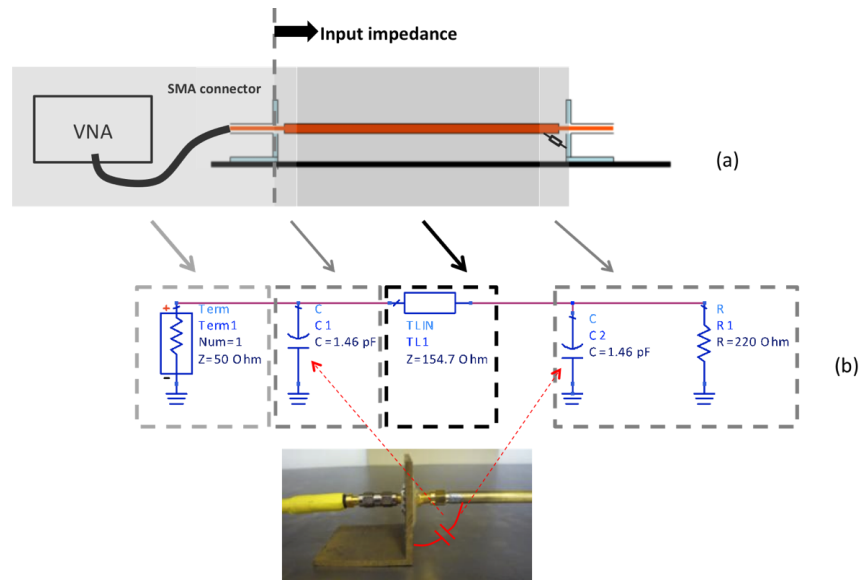 Input impedance
SMA connector
VNA
(a)
+
Term
Term1
Num=1
Z=50 Ohm
-
C
C1
C=1.46 pF
TLIN
TL1
Z=154.7 Ohm
C
C2
C=1.46 pF
R
R1
R=220 Ohm
(b)